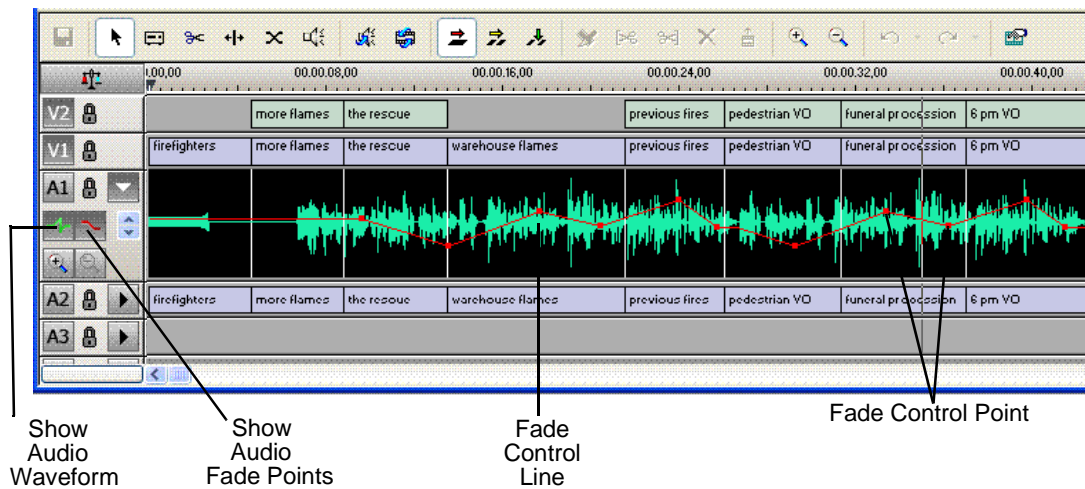 :00,00 00.00.08,00 00.00.16,00 00.00.24,00 00.00.32,00 00.00.40,00
V2 more flames the rescue previous fires pedestrian VO funeral procession 6 pm VO
V1 firefighters more flames the rescue warehouse flames previous fires pedestrian VO funeral procession 6 pm VO
A1
A2 firefighters more flames the rescue warehouse flames previous fires pedestrian VO funeral procession 6 pm VO
A3
Show
Audio
Waveform
Show
Audio
Fade Points
Fade
Control
Line
Fade Control Point